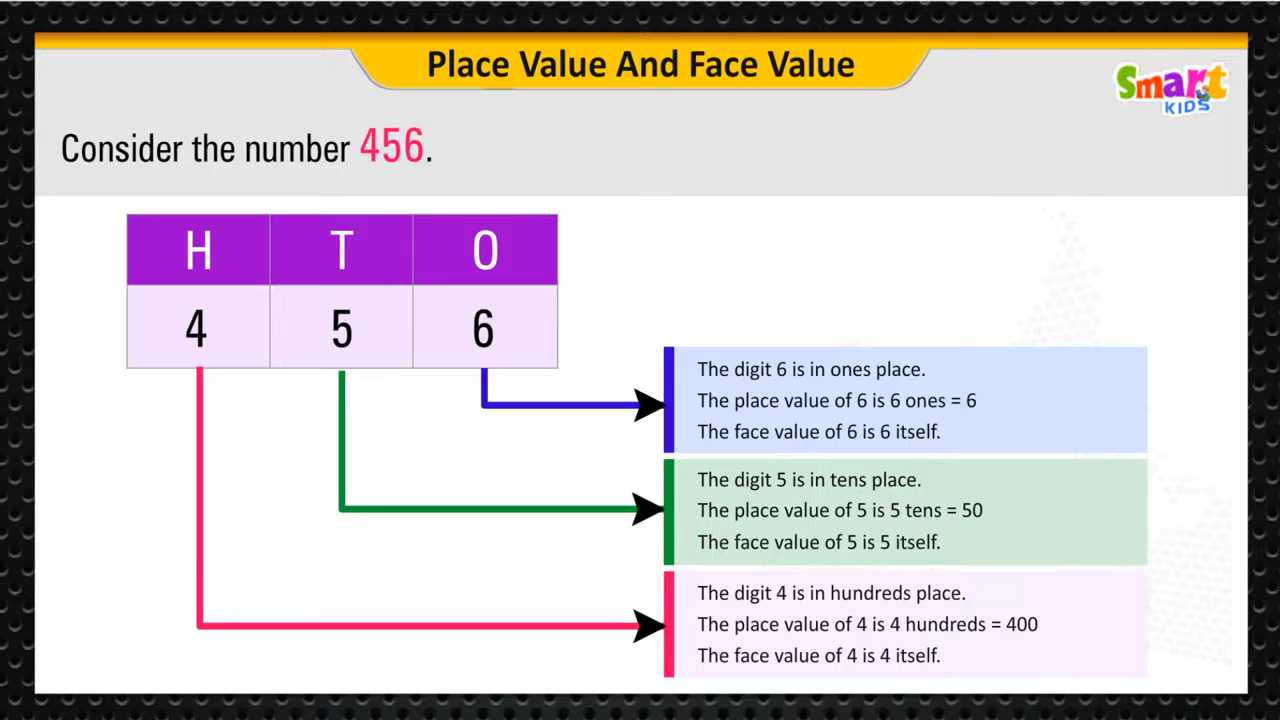 Place Value And Face Value
Smart
KIDS
Consider the number 456.
H T O
4 5 6
The digit 6 is in ones place.
The place value of 6 is 6 ones = 6
The face value of 6 is 6 itself.
The digit 5 is in tens place.
The place value of 5 is 5 tens = 50
The face value of 5 is 5 itself.
The digit 4 is in hundreds place.
The place value of 4 is 4 hundreds = 400
The face value of 4 is 4 itself.